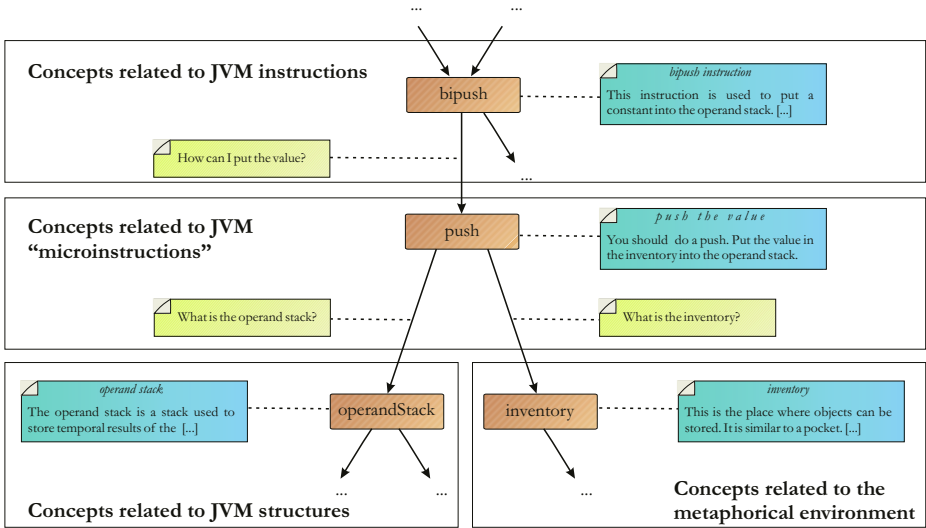 ... ...
Concepts related to JVM instructions
bipush
bipush instruction
This instruction is used to put a
constant into the operand stack. [...]
How can I put the value?
...
Concepts related to JVM
“microinstructions”
push
push the value
You should do a push. Put the value in
the inventory into the operand stack.
What is the operand stack?
What is the inventory?
operand stack
The operand stack is a stack used to
store temporal results of the [...]
operandStack
inventory
inventory
This is the place where objects can be
stored. It is similar to a pocket. [...]
... ... ...
Concepts related to JVM structures
Concepts related to the
metaphorical environment